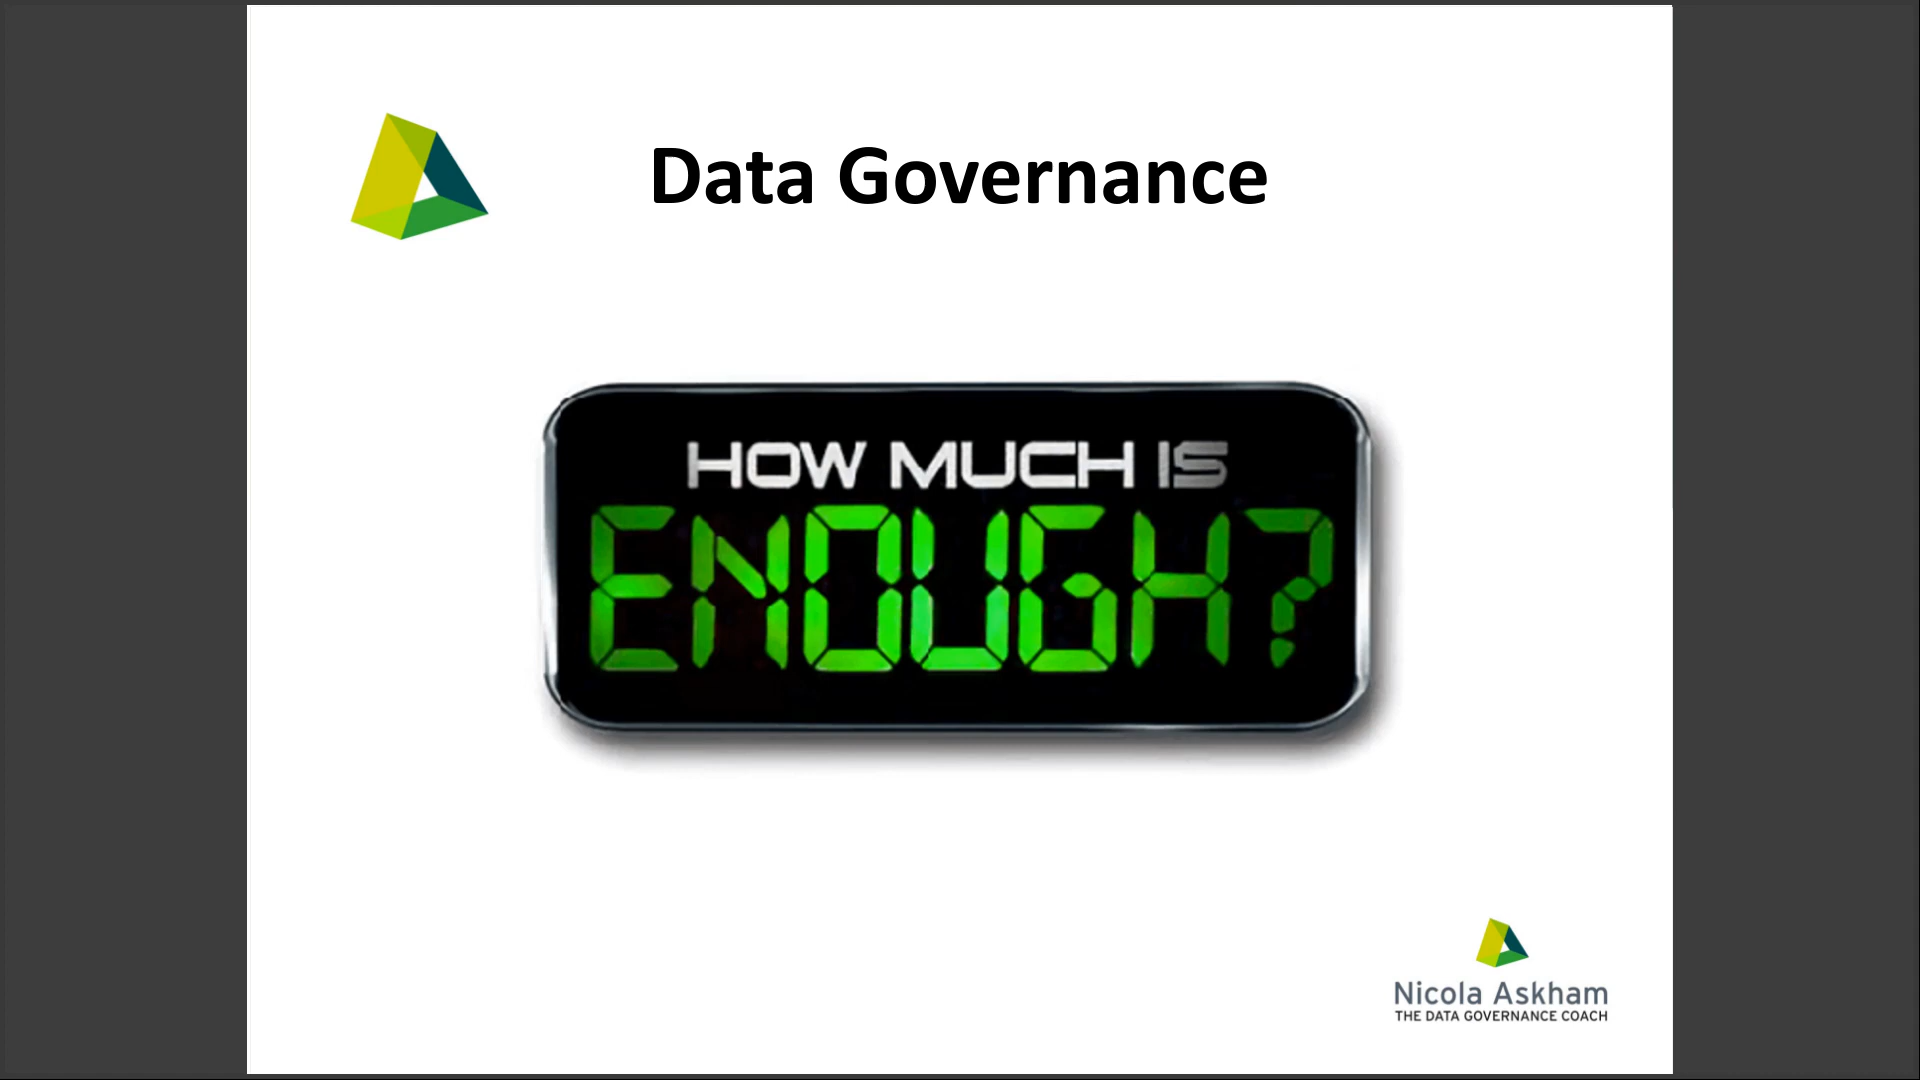 Data Governance
HOW MUCH IS
ENOUGH?
Nicola Askham
THE DATA GOVERNANCE COACH